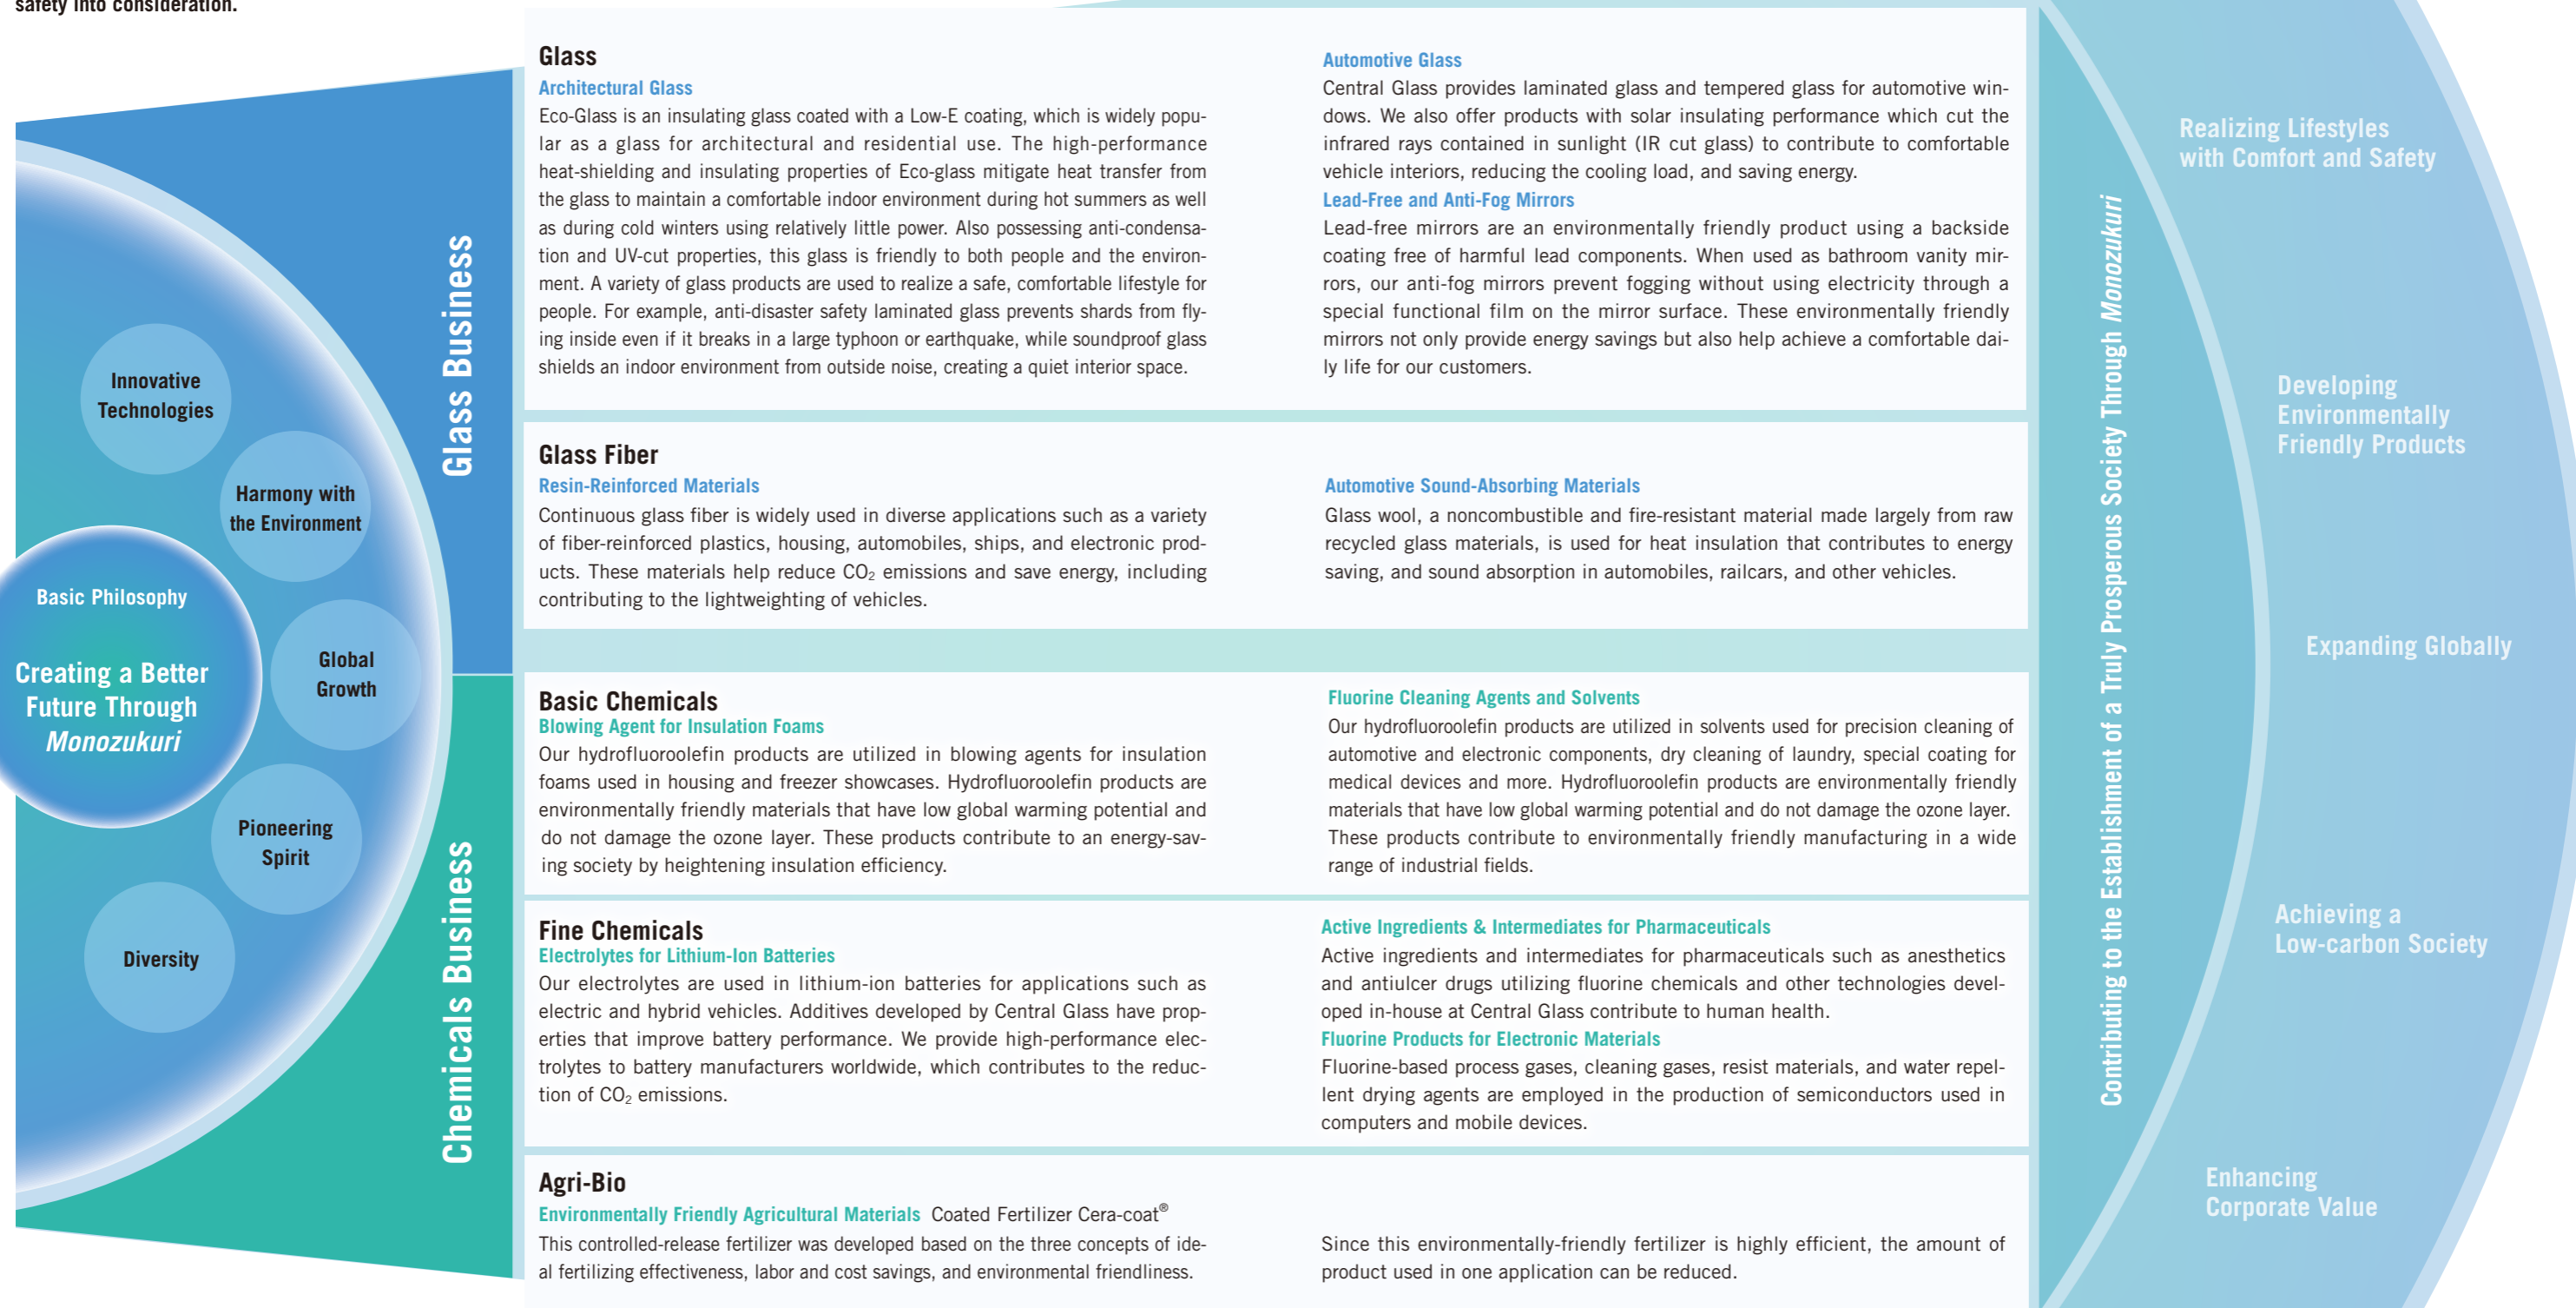 safety into consideration.
Basic Philosophy
Creating a Better
Future Through
Monozukuri
Innovative
Technologies
Harmony with
the Environment
Global
Growth
Pioneering
Spirit
Diversity
Glass Business
Glass
Architectural Glass
Eco-Glass is an insulating glass coated with a Low-E coating, which is widely popu-
lar as a glass for architectural and residential use. The high-performance
heat-shielding and insulating properties of Eco-glass mitigate heat transfer from
the glass to maintain a comfortable indoor environment during hot summers as well
as during cold winters using relatively little power. Also possessing anti-condensa-
tion and UV-cut properties, this glass is friendly to both people and the environ-
ment. A variety of glass products are used to realize a safe, comfortable lifestyle for
people. For example, anti-disaster safety laminated glass prevents shards from fly-
ing inside even if it breaks in a large typhoon or earthquake, while soundproof glass
shields an indoor environment from outside noise, creating a quiet interior space.
Automotive Glass
Central Glass provides laminated glass and tempered glass for automotive win-
dows. We also offer products with solar insulating performance which cut the
infrared rays contained in sunlight (IR cut glass) to contribute to comfortable
vehicle interiors, reducing the cooling load, and saving energy.
Lead-Free and Anti-Fog Mirrors
Lead-free mirrors are an environmentally friendly product using a backside
coating free of harmful lead components. When used as bathroom vanity mir-
rors, our anti-fog mirrors prevent fogging without using electricity through a
special functional film on the mirror surface. These environmentally friendly
mirrors not only provide energy savings but also help achieve a comfortable dai-
ly life for our customers.
Glass Fiber
Resin-Reinforced Materials
Continuous glass fiber is widely used in diverse applications such as a variety
of fiber-reinforced plastics, housing, automobiles, ships, and electronic prod-
ucts. These materials help reduce CO₂ emissions and save energy, including
contributing to the lightweighting of vehicles.
Automotive Sound-Absorbing Materials
Glass wool, a noncombustible and fire-resistant material made largely from raw
recycled glass materials, is used for heat insulation that contributes to energy
saving, and sound absorption in automobiles, railcars, and other vehicles.
Chemicals Business
Basic Chemicals
Blowing Agent for Insulation Foams
Our hydrofluoroolefin products are utilized in blowing agents for insulation
foams used in housing and freezer showcases. Hydrofluoroolefin products are
environmentally friendly materials that have low global warming potential and
do not damage the ozone layer. These products contribute to an energy-sav-
ing society by heightening insulation efficiency.
Fluorine Cleaning Agents and Solvents
Our hydrofluoroolefin products are utilized in solvents used for precision cleaning of
automotive and electronic components, dry cleaning of laundry, special coating for
medical devices and more. Hydrofluoroolefin products are environmentally friendly
materials that have low global warming potential and do not damage the ozone layer.
These products contribute to environmentally friendly manufacturing in a wide
range of industrial fields.
Fine Chemicals
Electrolytes for Lithium-Ion Batteries
Our electrolytes are used in lithium-ion batteries for applications such as
electric and hybrid vehicles. Additives developed by Central Glass have prop-
erties that improve battery performance. We provide high-performance elec-
trolytes to battery manufacturers worldwide, which contributes to the reduc-
tion of CO₂ emissions.
Active Ingredients & Intermediates for Pharmaceuticals
Active ingredients and intermediates for pharmaceuticals such as anesthetics
and antiulcer drugs utilizing fluorine chemicals and other technologies devel-
oped in-house at Central Glass contribute to human health.
Fluorine Products for Electronic Materials
Fluorine-based process gases, cleaning gases, resist materials, and water repel-
lent drying agents are employed in the production of semiconductors used in
computers and mobile devices.
Agri-Bio
Environmentally Friendly Agricultural Materials Coated Fertilizer Cera-coat®
This controlled-release fertilizer was developed based on the three concepts of ide-
al fertilizing effectiveness, labor and cost savings, and environmental friendliness.
Since this environmentally-friendly fertilizer is highly efficient, the amount of
product used in one application can be reduced.
Contributing to the Establishment of a Truly Prosperous Society Through Monozukuri
Realizing Lifestyles
with Comfort and Safety
Developing
Environmentally
Friendly Products
Expanding Globally
Achieving a
Low-carbon Society
Enhancing
Corporate Value